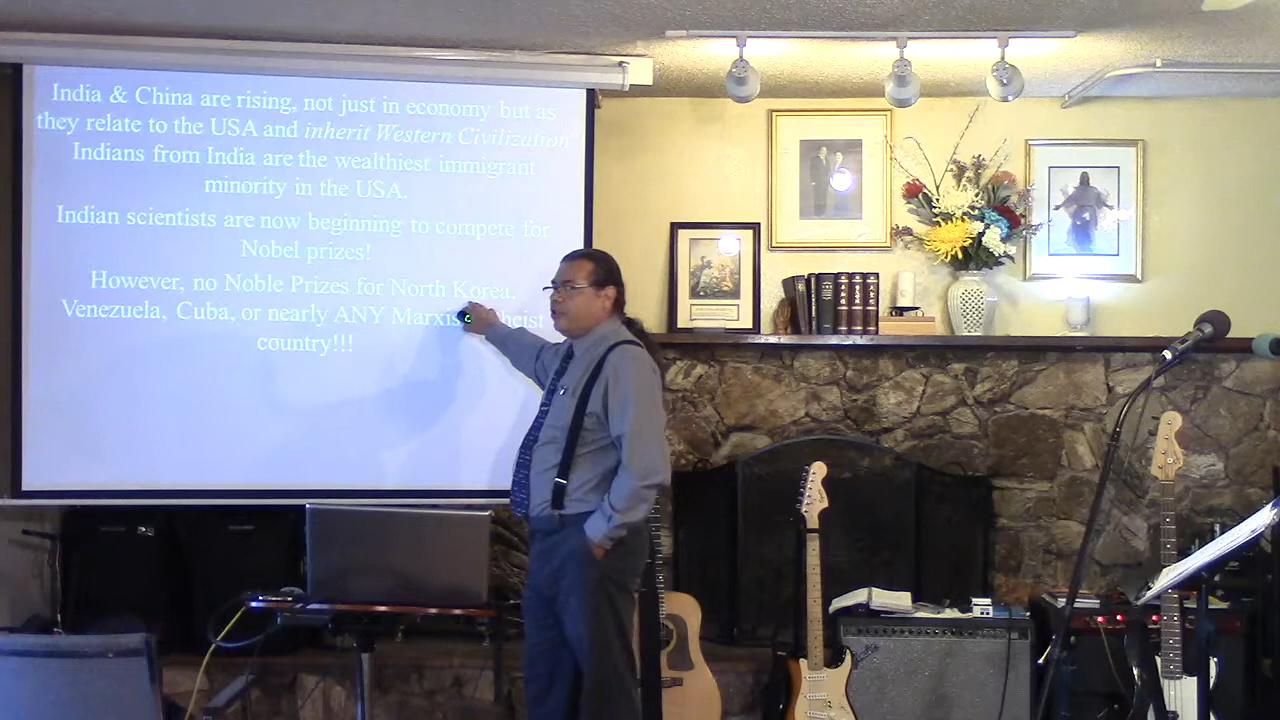 India & China are rising, not just in economy but as
they relate to the USA and inherit Western Civilization
Indians from India are the wealthiest immigrant
minority in the USA.
Indian scientists are now beginning to compete for
Nobel prizes!
However, no Noble Prizes for North Korea,
Venezuela, Cuba, or nearly ANY
country!!!